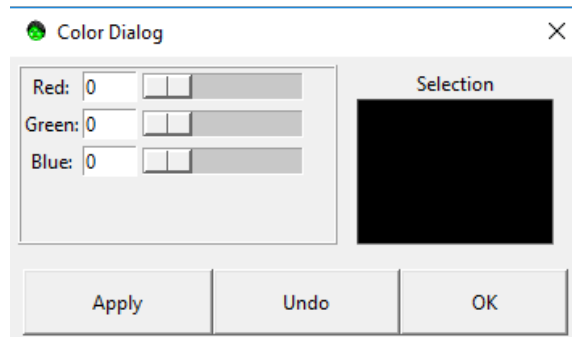 Color Dialog
Red: 0
Green: 0
Blue: 0
Selection
Apply Undo OK